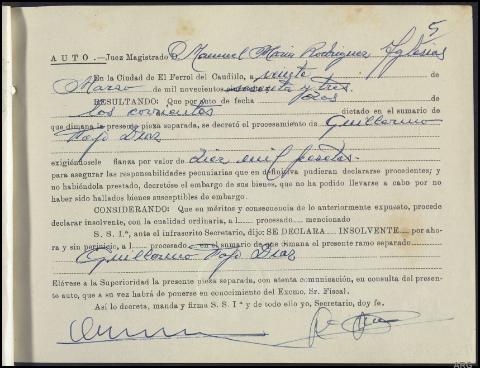 5
AUTO.—Juez Magistrado D. Manuel María Rodríguez Iglesias
En la Ciudad de El Ferrol del Caudillo, a veinte de
Marzo de mil novecientos y tres
RESULTANDO: Que por auto de fecha dos
los corrientes dictado en el sumario de
que dimana la presente pieza separada, se decretó el procesamiento de Guillermo
Pazo Diaz
exigiéndosele fianza por valor de diez mil pesetas
para asegurar las responsabilidades pecuniarias que en definitiva pudieran declararse procedentes; y
no habiéndola prestado, decretóse el embargo de sus bienes, que no ha podido llevarse a cabo por no
haber sido hallados bienes susceptibles de embargo.
CONSIDERANDO: Que en méritos y consecuencia de lo anteriormente expuesto, procede
declarar insolvente, con la cualidad ordinaria, a l procesado mencionado
S. S. Iª, ante el infrascrito Secretario, dijo: SE DECLARA INSOLVENTE por aho-
ra y sin perjuicio, a l procesado en el sumario de que dimana el presente ramo separado
Guillermo Pazo Diaz
Elévese a la Superioridad la presente pieza separada, con atenta comunicación, en consulta del presen-
te auto, que a su vez habrá de ponerse en conocimiento del Excmo. Sr. Fiscal.
Así lo decreta, manda y firma S. S. Iª y de todo ello yo, Secretario, doy fe.
ARG